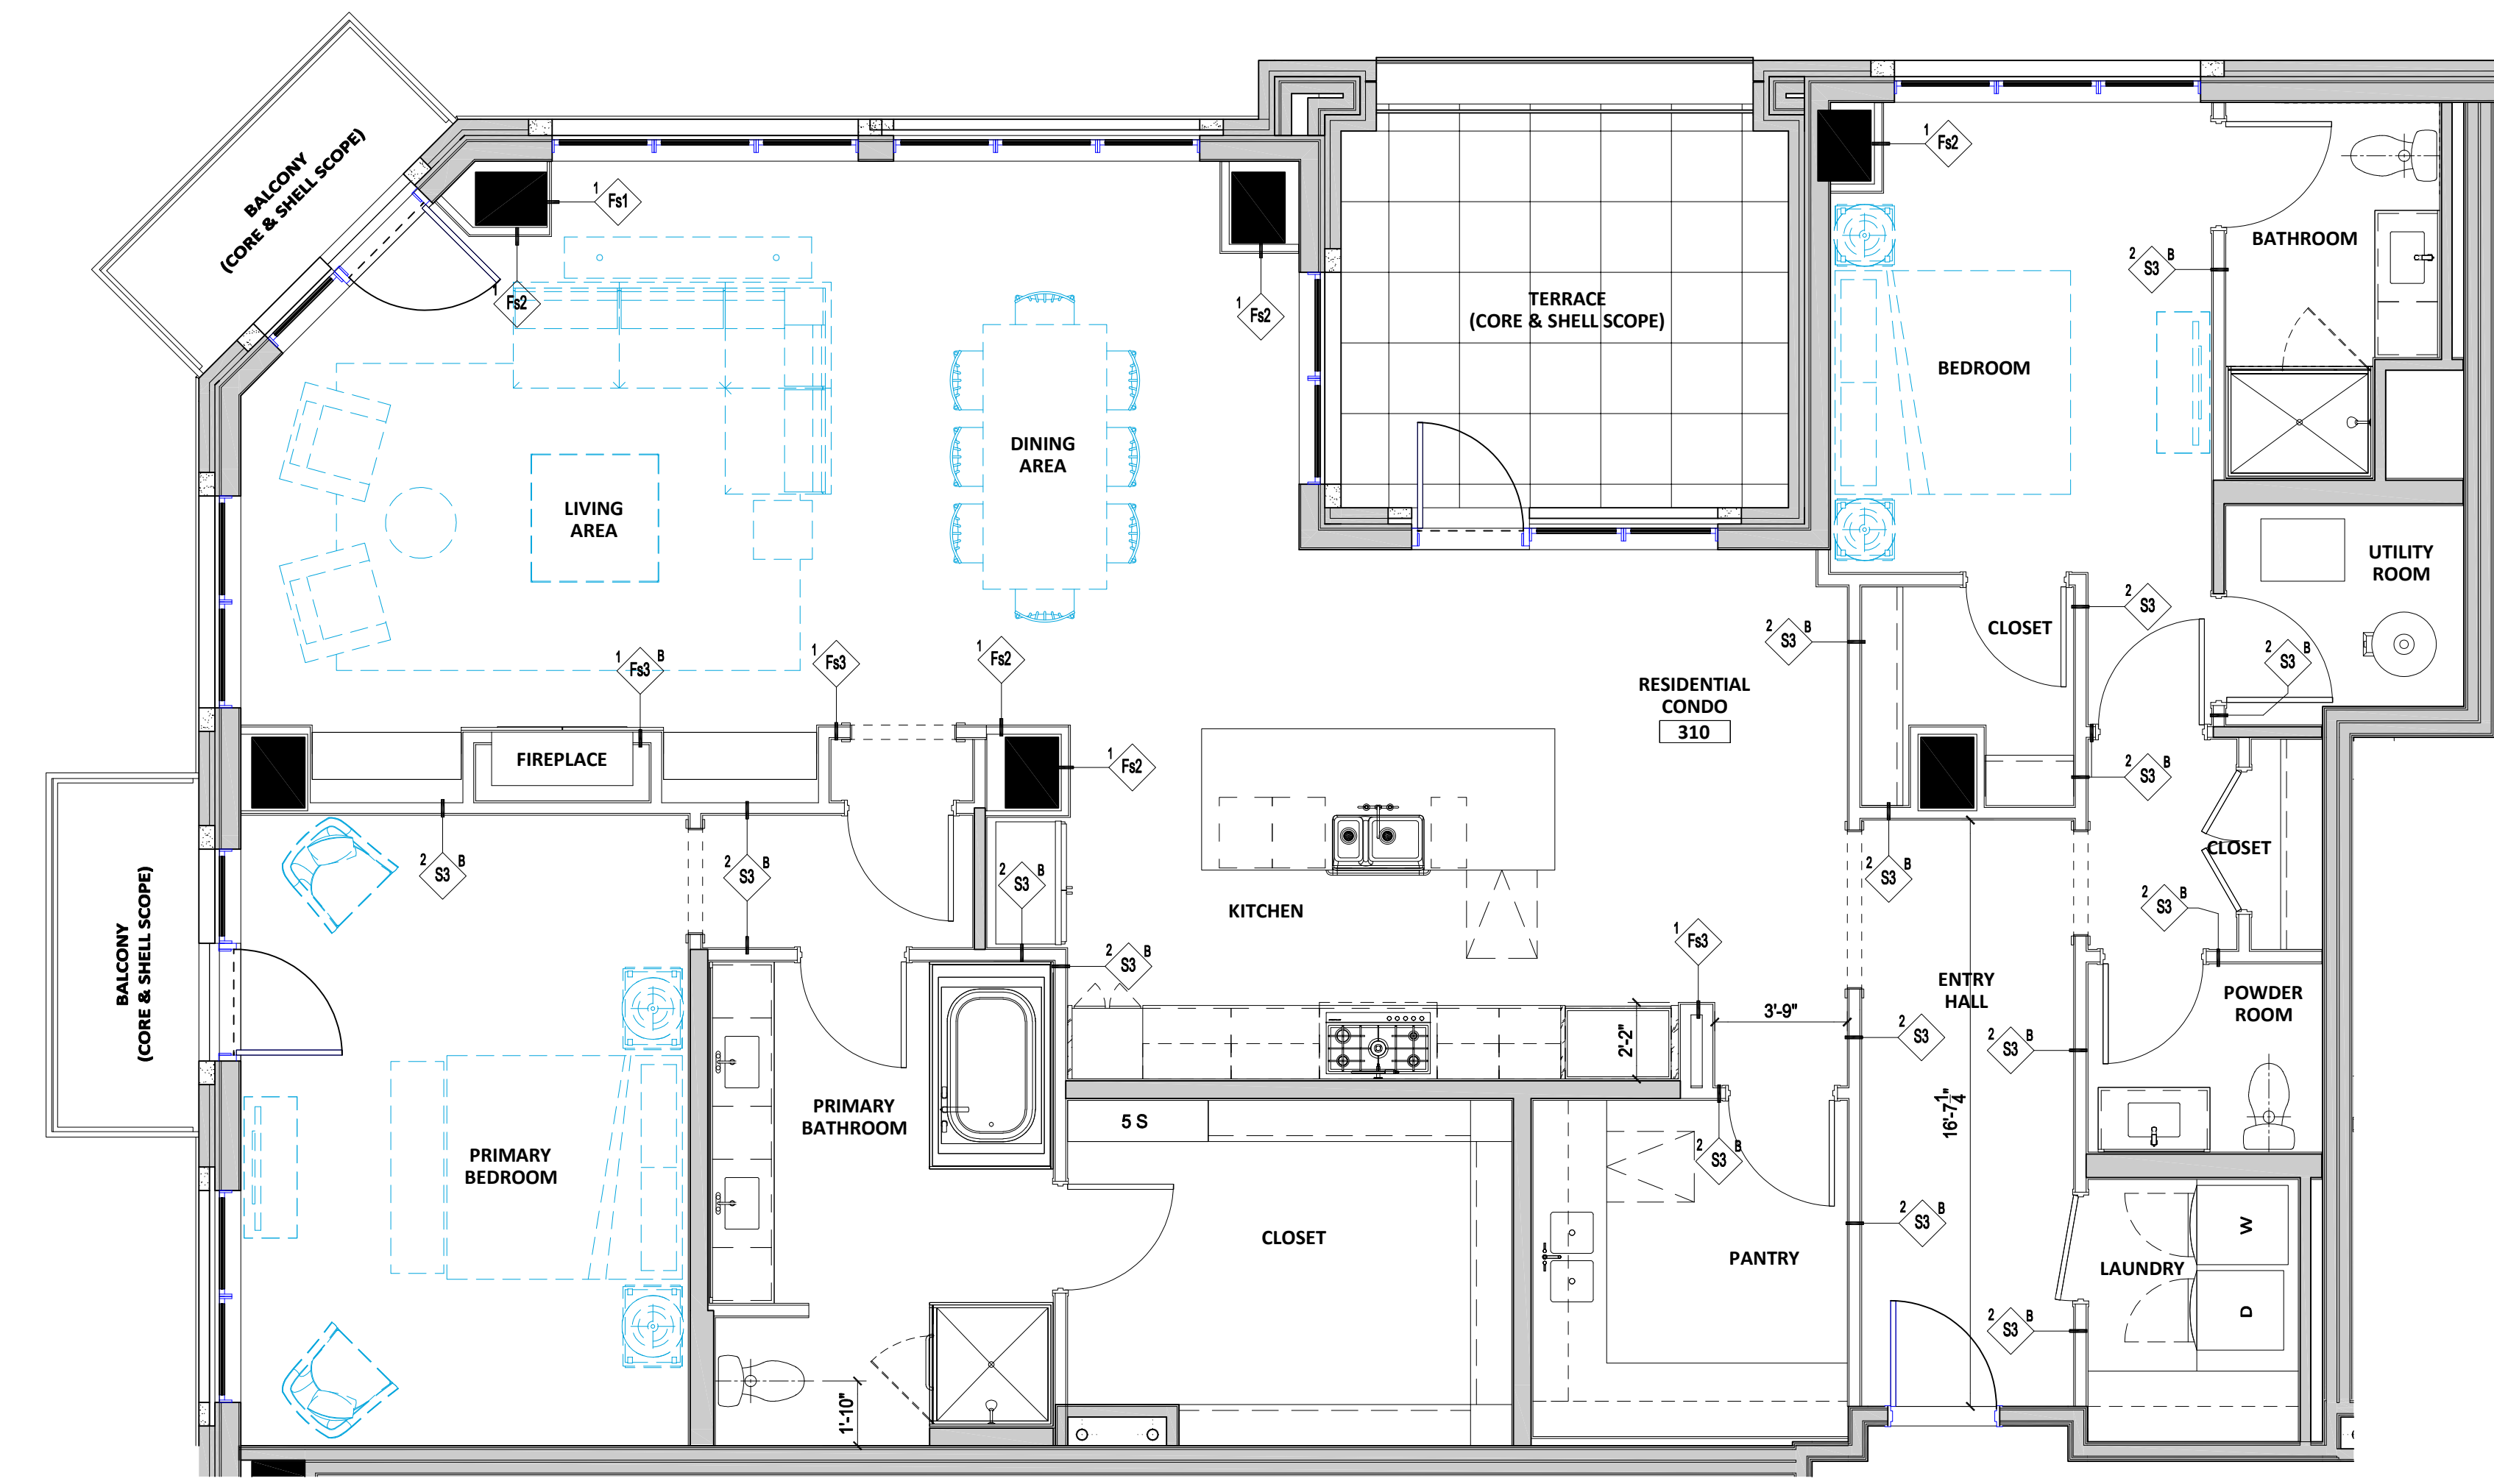 BALCONY
(CORE & SHELL SCOPE)
1
Fs1
1
Fs2
1
Fs2
TERRACE
(CORE & SHELL SCOPE)
1
Fs2
BATHROOM
2 B
S3
BEDROOM
DINING
AREA
LIVING
AREA
UTILITY
ROOM
2
S3
CLOSET
2 B
S3
2 B
S3
1 B
Fs3
1
Fs3
1
Fs2
RESIDENTIAL
CONDO
310
FIREPLACE
1
Fs2
2 B
S3
CLOSET
2 B
S3
2 B
S3
2 B
S3
2 B
S3
2 B
S3
KITCHEN
BALCONY
(CORE & SHELL SCOPE)
1
Fs3
2 B
S3
ENTRY
HALL
POWDER
ROOM
3'-9"
2'-2"
2
S3
2 B
S3
PRIMARY
BATHROOM
5 S
16'-7 1/4"
PRIMARY
BEDROOM
2 B
S3
2 B
S3
CLOSET
PANTRY
LAUNDRY
W
D
2 B
S3
1'-10"